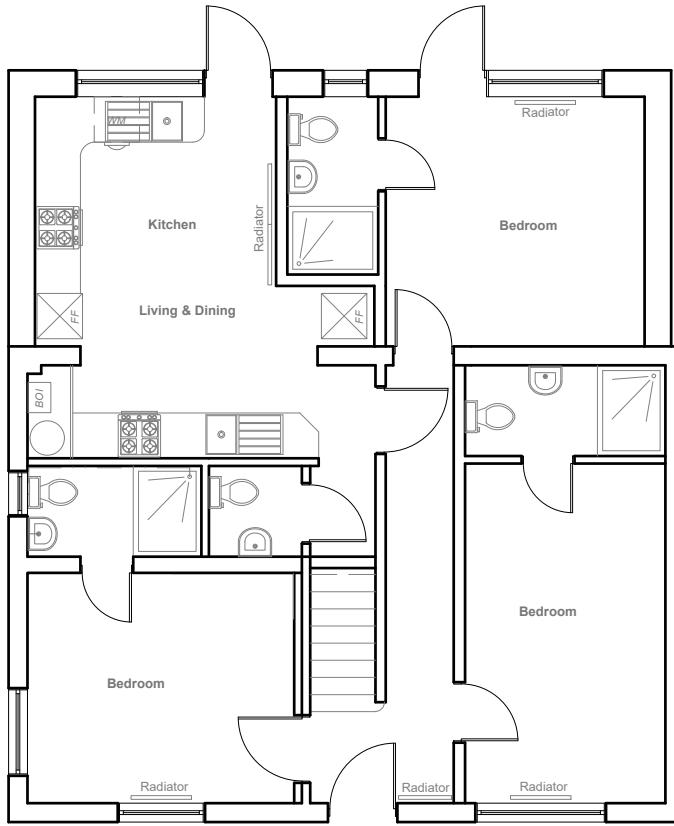 Radiator
WM
Kitchen
Radiator
Bedroom
Living & Dining
FF
FF
BOI
Bedroom
Bedroom
Radiator
Radiator
Radiator